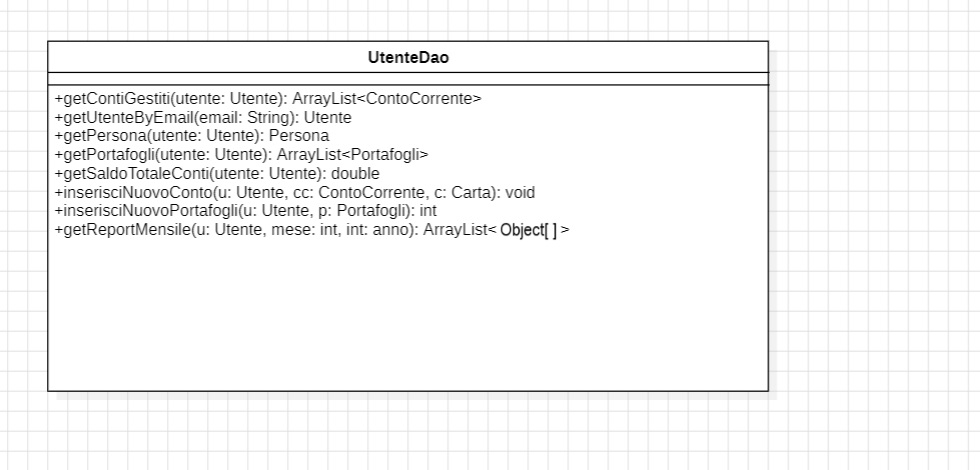 UtenteDao
+getContiGestiti(utente: Utente): ArrayList<ContoCorrente>
+getUtenteByEmail(email: String): Utente
+getPersona(utente: Utente): Persona
+getPortafogli(utente: Utente): ArrayList<Portafogli>
+getSaldoTotaleConti(utente: Utente): double
+inserisciNuovoConto(u: Utente, cc: ContoCorrente, c: Carta): void
+inserisciNuovoPortafogli(u: Utente, p: Portafogli): int
+getReportMensile(u: Utente, mese: int, int: anno): ArrayList< Object[ ] >